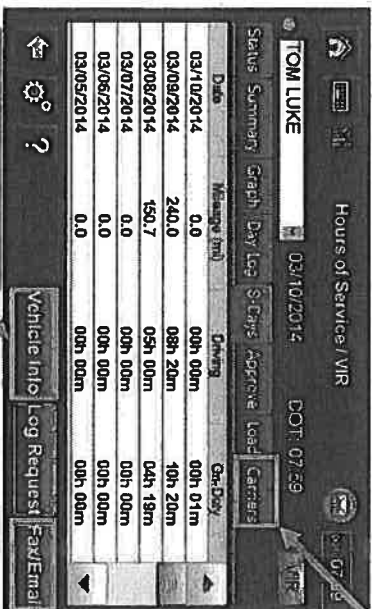 Hours of Service / VIR
07:59
TOM LUKE 03/10/2014 DOT: 07:59 VIR
Status Summary Graph Day Log 8-Days Approve Load Carriers
Date Mileage (mi) Driving On-Duty
03/10/2014 0.0 00h 00m 00h 01m
03/09/2014 240.0 08h 20m 10h 20m
03/08/2014 150.7 05h 00m 04h 19m
03/07/2014 0.0 00h 00m 00h 00m
03/06/2014 0.0 00h 00m 00h 00m
03/05/2014 0.0 00h 00m 00h 00m
? Vehicle Info Log Request Fax/Email